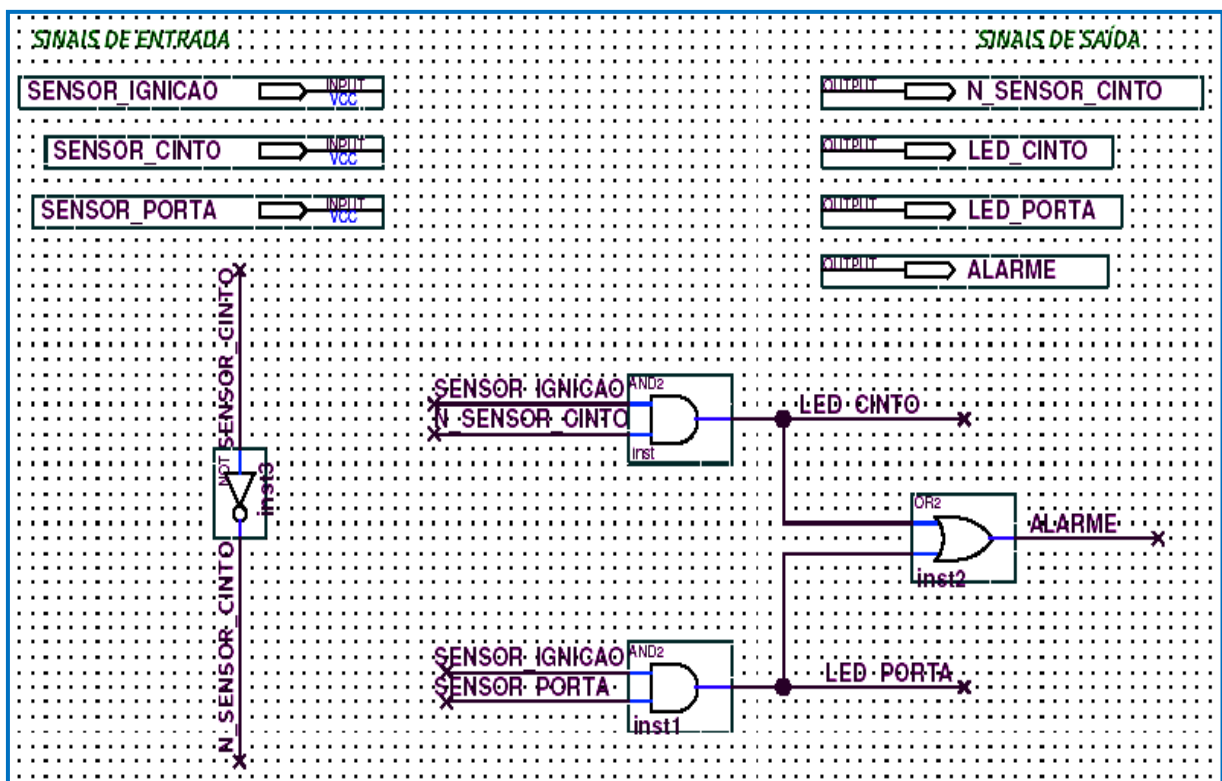 SINAIS DE ENTRADA
SINAIS DE SAÍDA
SENSOR_IGNICAO
INPUT
VCC
OUTPUT
N_SENSOR_CINTO
SENSOR_CINTO
INPUT
VCC
OUTPUT
LED_CINTO
SENSOR_PORTA
INPUT
VCC
OUTPUT
LED_PORTA
OUTPUT
ALARME
SENSOR_CINTO
NOT
inst3
N_SENSOR_CINTO
SENSOR_IGNICAO
N_SENSOR_CINTO
AND2
inst
LED_CINTO
OR2
inst2
ALARME
SENSOR_IGNICAO
SENSOR_PORTA
AND2
inst1
LED_PORTA